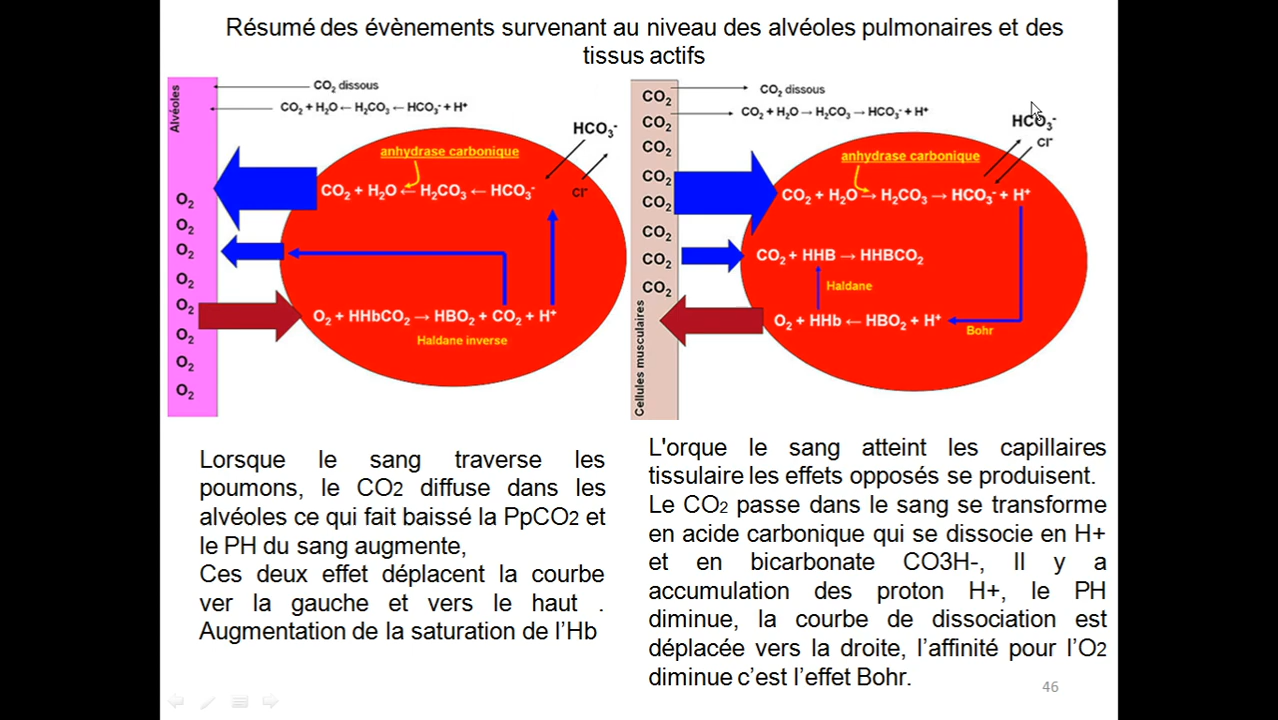 Résumé des évènements survenant au niveau des alvéoles pulmonaires et des
tissus actifs
Alvéoles
CO2 dissous
CO2 + H2O ← H2CO3 ← HCO3- + H+
HCO3-
Cl-
anhydrase carbonique
CO2 + H2O ← H2CO3 ← HCO3-
O2
O2
O2
O2
O2
O2
O2
O2
O2 + HHbCO2 → HBO2 + CO2 + H+
Haldane inverse
Cellules musculaires
CO2
CO2
CO2
CO2
CO2
CO2
CO2
CO2
CO2 dissous
CO2 + H2O → H2CO3 → HCO3- + H+
HCO3-
Cl-
anhydrase carbonique
CO2 + H2O → H2CO3 → HCO3- + H+
CO2 + HHB → HHBCO2
Haldane
O2 + HHb ← HBO2 + H+
Bohr
Lorsque le sang traverse les
poumons, le CO2 diffuse dans les
alvéoles ce qui fait baissé la PpCO2 et
le PH du sang augmente,
Ces deux effet déplacent la courbe
ver la gauche et vers le haut .
Augmentation de la saturation de l’Hb
L'orque le sang atteint les capillaires
tissulaire les effets opposés se produisent.
Le CO2 passe dans le sang se transforme
en acide carbonique qui se dissocie en H+
et en bicarbonate CO3H-, Il y a
accumulation des proton H+, le PH
diminue, la courbe de dissociation est
déplacée vers la droite, l’affinité pour l’O2
diminue c’est l’effet Bohr.
46